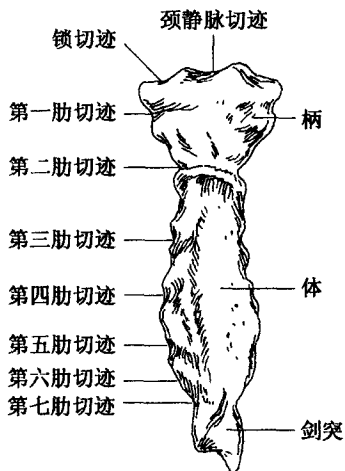 颈静脉切迹
锁切迹
第一肋切迹
柄
第二肋切迹
第三肋切迹
第四肋切迹
体
第五肋切迹
第六肋切迹
第七肋切迹
剑突